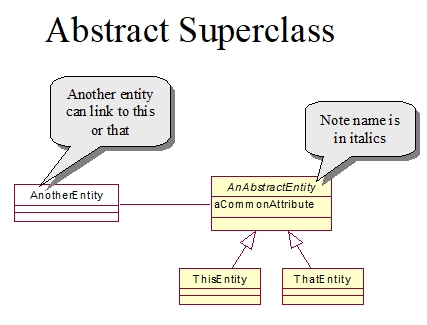 Abstract Superclass
Another entity
can link to this
or that
Note name is
in italics
AnotherEntity
AnAbstractEntity
aCommonAttribute
ThisEntity
ThatEntity